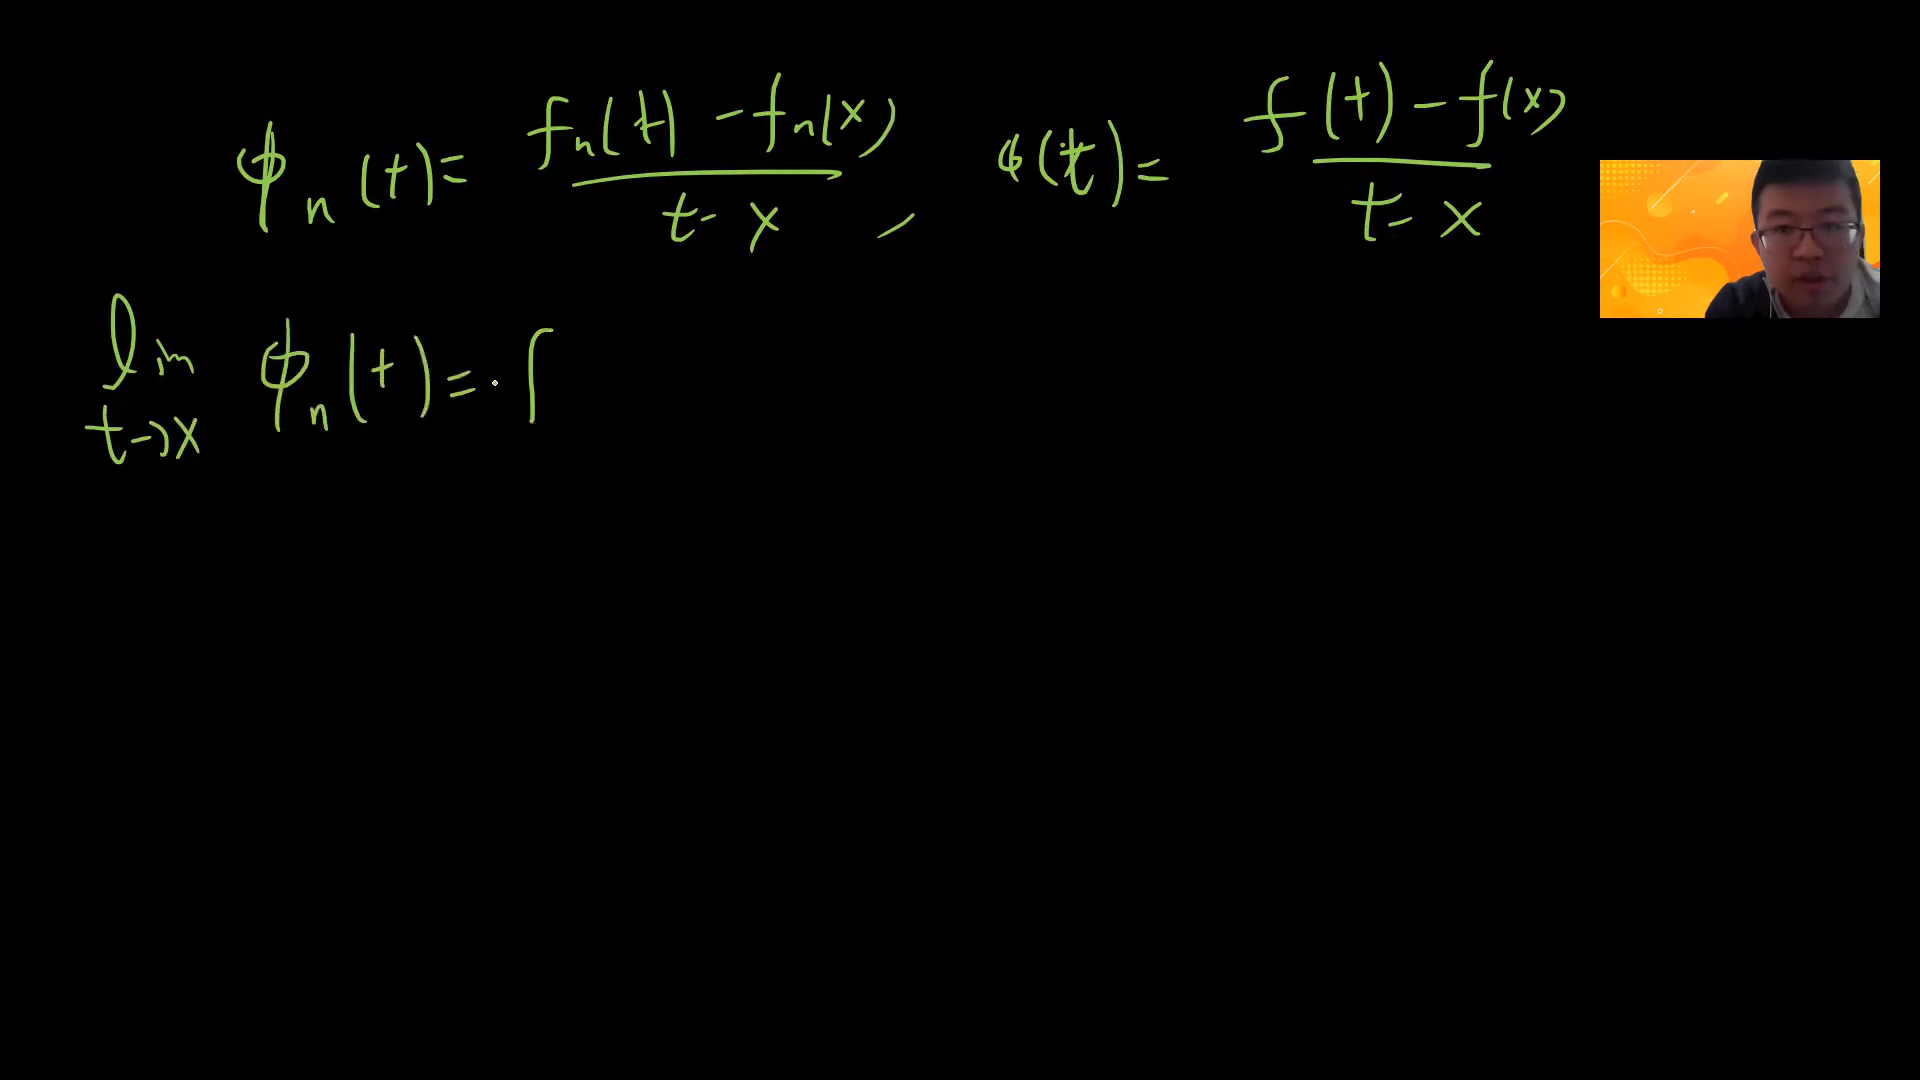 ϕₙ(t) = (fₙ(t) - fₙ(x)) / (t - x), ϕ(t) = (f(t) - f(x)) / (t - x)
lim t→x ϕₙ(t) = f